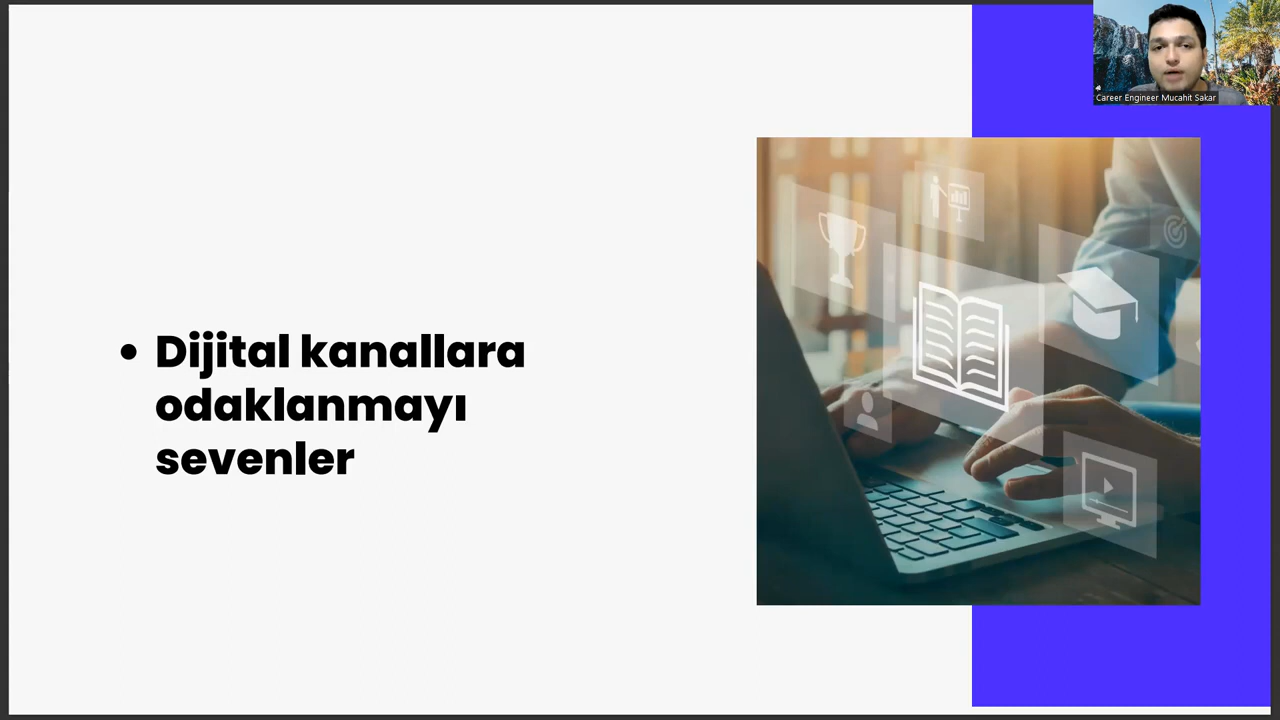 Career Engineer Mucahit Sakar
• Dijital kanallara
odaklanmayı
sevenler